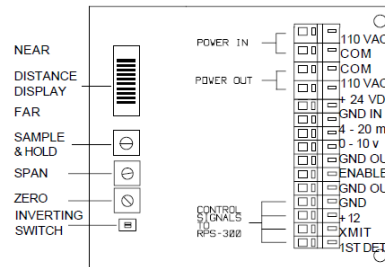 NEAR
DISTANCE
DISPLAY
FAR
SAMPLE
& HOLD
SPAN
ZERO
INVERTING
SWITCH
POWER IN
POWER OUT
CONTROL
SIGNALS
TO
RPS-300
110 VAC
COM
COM
110 VAC
+ 24 VD
GND IN
4 - 20 m
0 - 10 v
GND OU
ENABLE
GND OU
GND
+ 12
XMIT
1ST DET